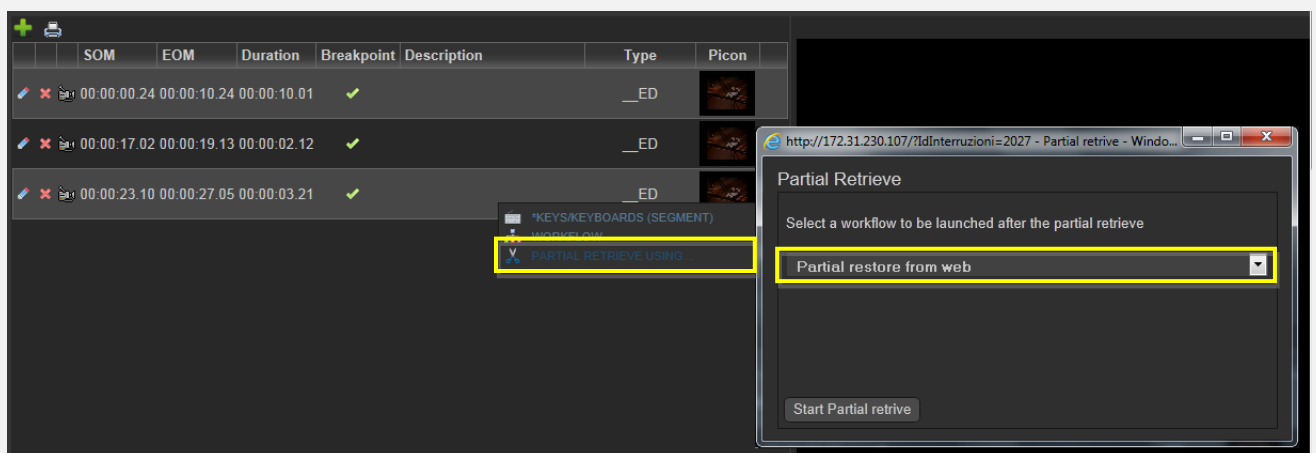 SOM EOM Duration Breakpoint Description Type Picon
00:00:00.24 00:00:10.24 00:00:10.01 __ED
00:00:17.02 00:00:19.13 00:00:02.12 __ED
00:00:23.10 00:00:27.05 00:00:03.21 __ED
*KEYS/KEYBOARDS (SEGMENT)
WORKFLOW
PARTIAL RETRIEVE USING...
http://172.31.230.107/?IdInterruzioni=2027 - Partial retrive - Windo...
Partial Retrieve
Select a workflow to be launched after the partial retrieve
Partial restore from web
Start Partial retrive